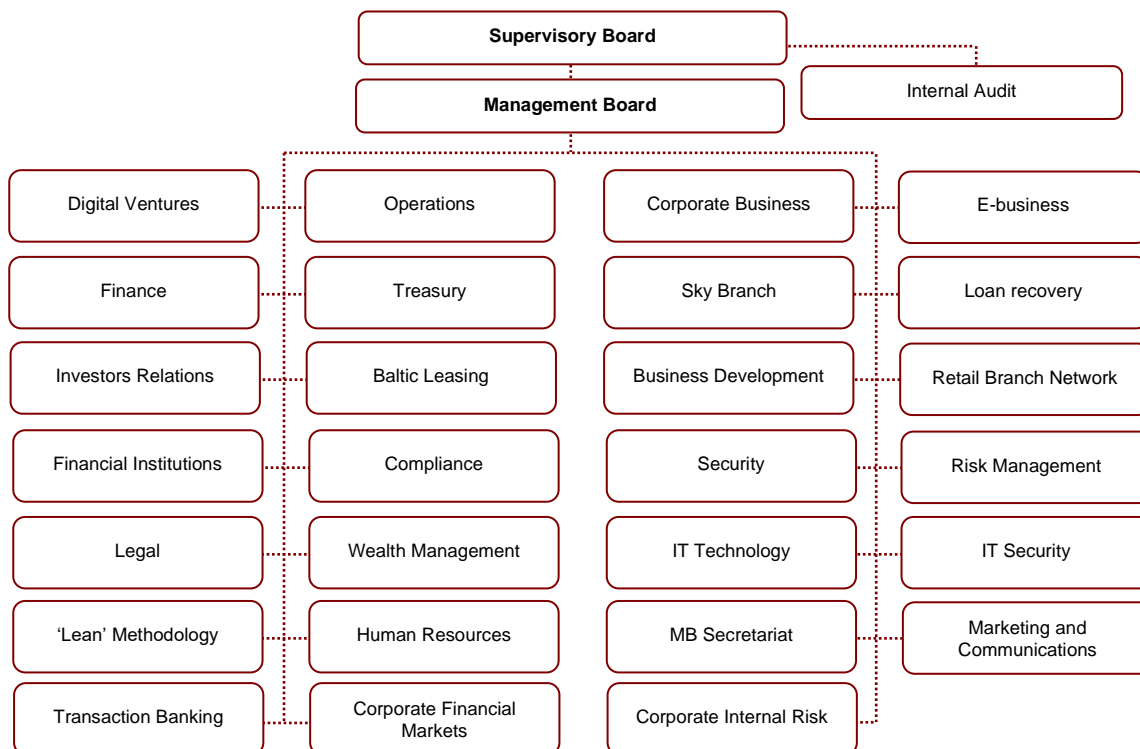 Supervisory Board
Internal Audit
Management Board
Digital Ventures
Operations
Corporate Business
E-business
Finance
Treasury
Sky Branch
Loan recovery
Investors Relations
Baltic Leasing
Business Development
Retail Branch Network
Financial Institutions
Compliance
Security
Risk Management
Legal
Wealth Management
IT Technology
IT Security
‘Lean’ Methodology
Human Resources
MB Secretariat
Marketing and
Communications
Transaction Banking
Corporate Financial
Markets
Corporate Internal Risk